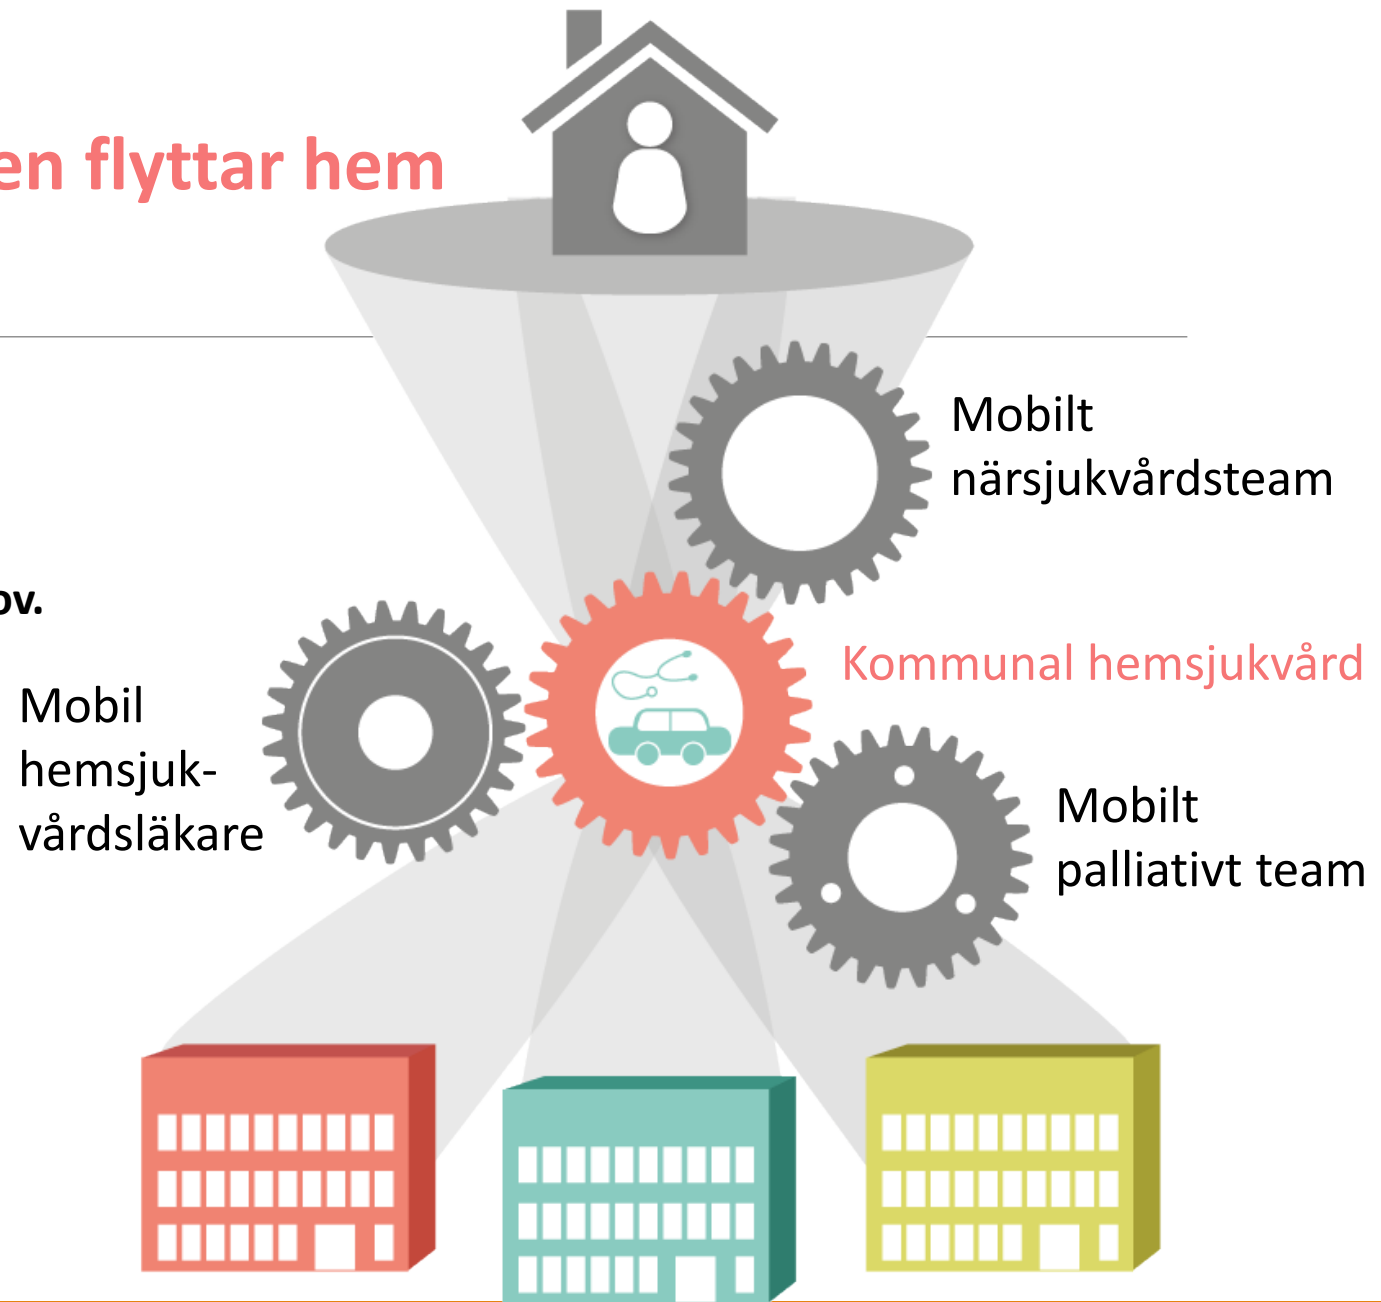 en flyttar hem
Mobilt
närsjukvårdsteam
ov.
Kommunal hemsjukvård
Mobil
hemsjuk-
vårdsläkare
Mobilt
palliativt team